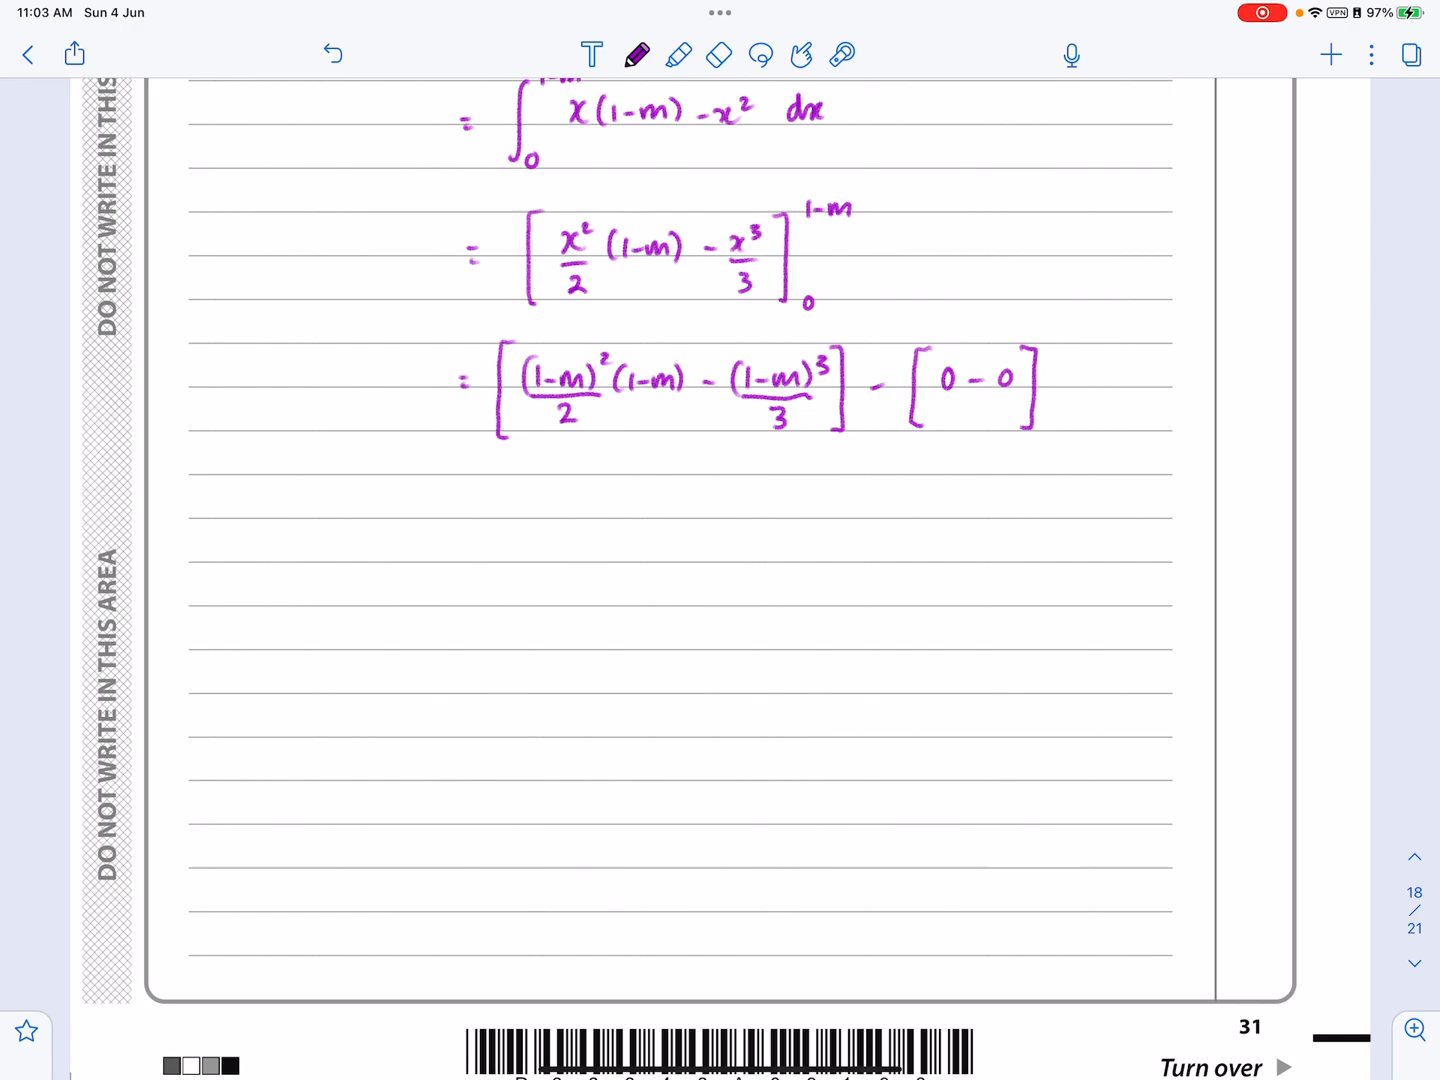 11:03 AM Sun 4 Jun
VPN 97%
T
DO NOT WRITE IN THIS
1-m
= ∫ x(1-m) - x² dx
0
= [ x²/2 (1-m) - x³/3 ] 1-m
0
= [ (1-m)²/2 (1-m) - (1-m)³/3 ] - [ 0 - 0 ]
DO NOT WRITE IN THIS AREA
18
/
21
31
Turn over